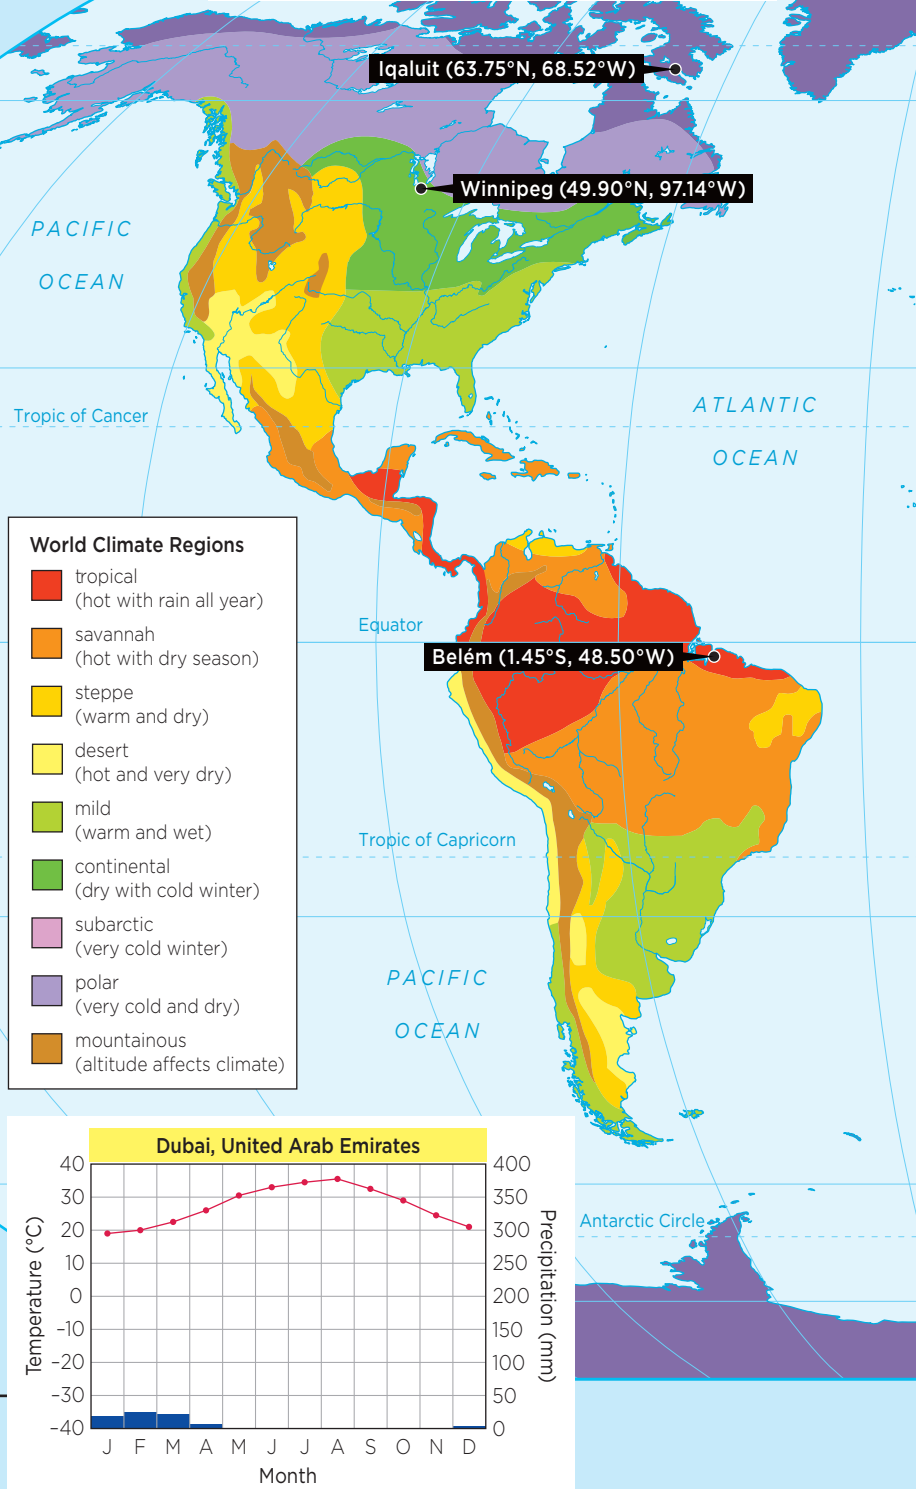 Iqaluit (63.75°N, 68.52°W)
Winnipeg (49.90°N, 97.14°W)
PACIFIC
OCEAN
Tropic of Cancer
ATLANTIC
OCEAN
World Climate Regions
tropical
(hot with rain all year)
savannah
(hot with dry season)
steppe
(warm and dry)
desert
(hot and very dry)
mild
(warm and wet)
continental
(dry with cold winter)
subarctic
(very cold winter)
polar
(very cold and dry)
mountainous
(altitude affects climate)
Equator
Belém (1.45°S, 48.50°W)
Tropic of Capricorn
PACIFIC
OCEAN
Antarctic Circle
Dubai, United Arab Emirates
Temperature (°C)
40
30
20
10
0
–10
–20
–30
–40
400
350
300
250
200
150
100
50
0
Precipitation (mm)
J F M A M J J A S O N D
Month